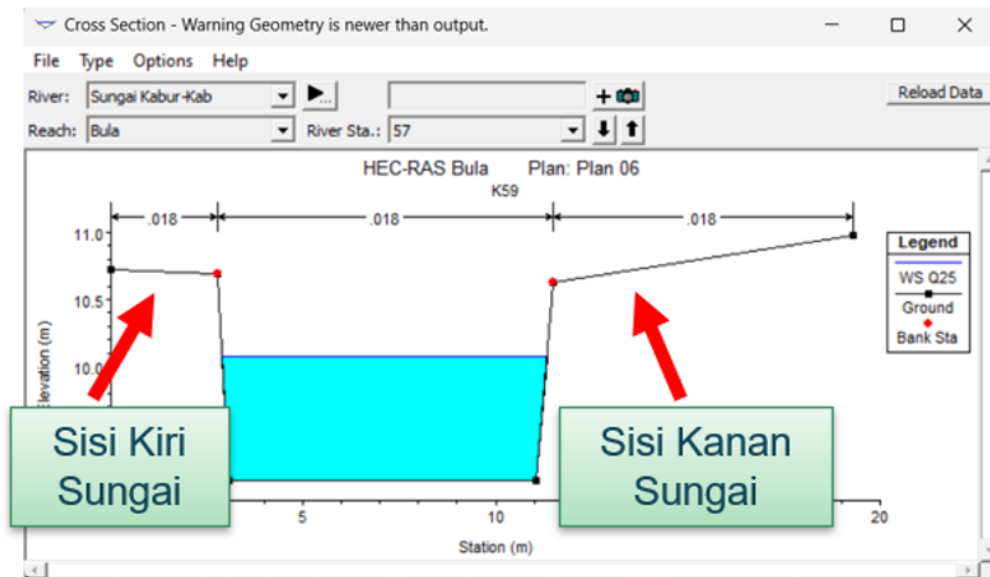 Cross Section - Warning Geometry is newer than output.
File Type Options Help
River: Sungai Kabur-Kab Reload Data
Reach: Bula River Sta.: 57
HEC-RAS Bula Plan: Plan 06
K59
.018 .018 .018
11.0
10.5
10.0
Elevation (m)
Legend
WS Q25
Ground
Bank Sta
Sisi Kiri
Sungai
Sisi Kanan
Sungai
5 10 20
Station (m)